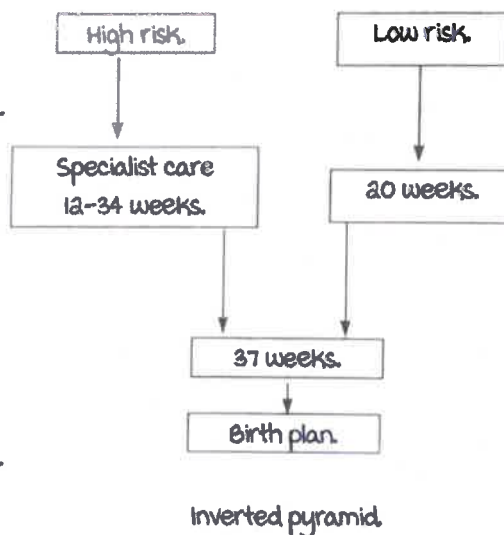 High risk.
Low risk.
Specialist care
12-34 weeks.
20 weeks.
37 weeks.
Birth plan.
Inverted pyramid.